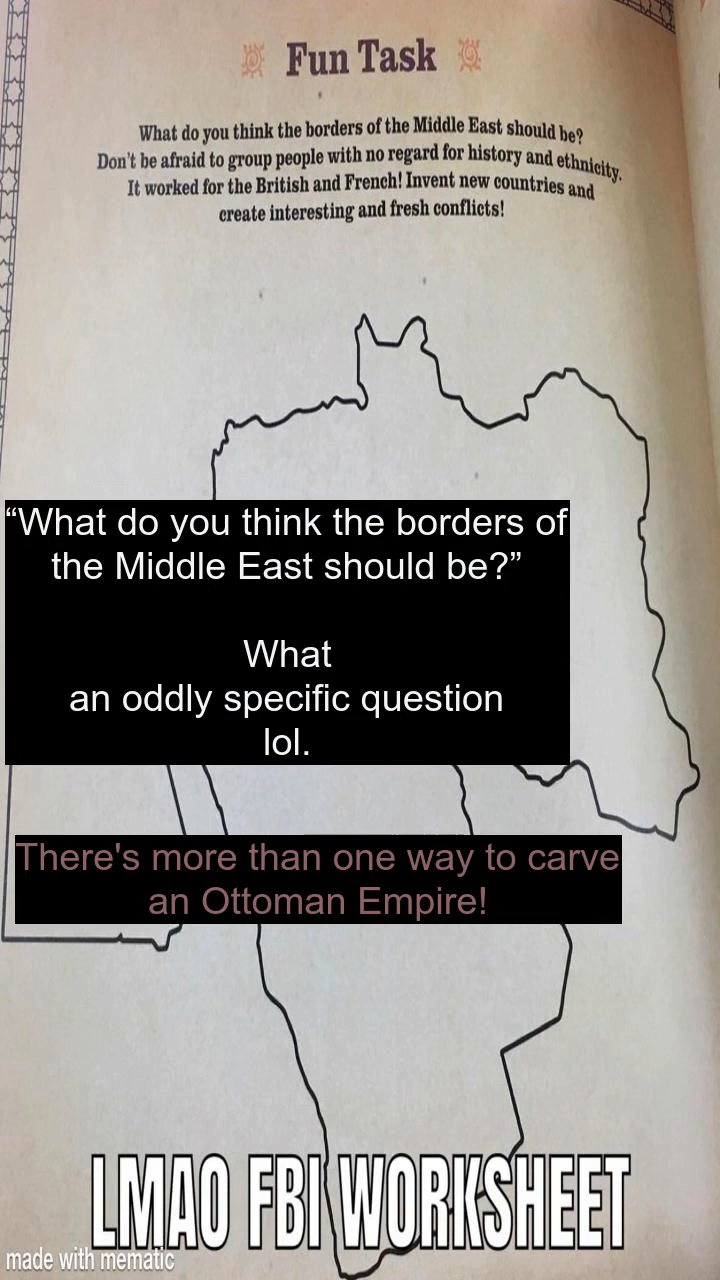 Fun Task
What do you think the borders of the Middle East should be?
Don't be afraid to group people with no regard for history and ethnicity.
It worked for the British and French! Invent new countries and
create interesting and fresh conflicts!
“What do you think the borders of
the Middle East should be?”
What
an oddly specific question
lol.
There's more than one way to carve
an Ottoman Empire!
LMAO FBI WORKSHEET
made with mematic